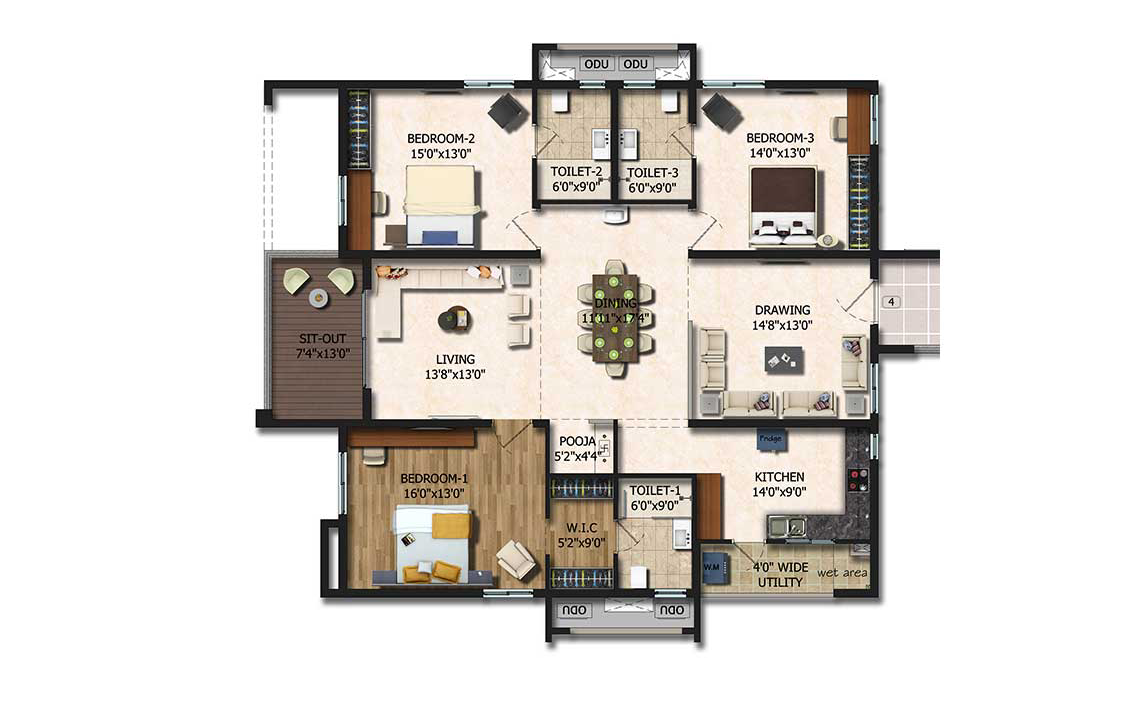 ODU ODU
BEDROOM-2
15'0"x13'0"
TOILET-2
6'0"x9'0"
TOILET-3
6'0"x9'0"
BEDROOM-3
14'0"x13'0"
SIT-OUT
7'4"x13'0"
LIVING
13'8"x13'0"
DINING
11'11"x17'4"
DRAWING
14'8"x13'0"
4
BEDROOM-1
16'0"x13'0"
POOJA
5'2"x4'4"
W.I.C
5'2"x9'0"
TOILET-1
6'0"x9'0"
Fridge
KITCHEN
14'0"x9'0"
W.M
4'0" WIDE
UTILITY
wet area
ODU ODU